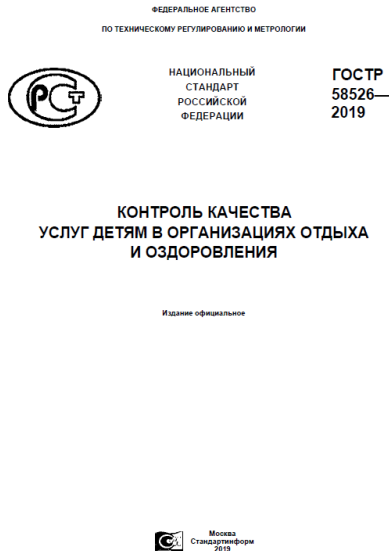 ФЕДЕРАЛЬНОЕ АГЕНТСТВО
ПО ТЕХНИЧЕСКОМУ РЕГУЛИРОВАНИЮ И МЕТРОЛОГИИ
НАЦИОНАЛЬНЫЙ
СТАНДАРТ
РОССИЙСКОЙ
ФЕДЕРАЦИИ
ГОСТР
58526—
2019
КОНТРОЛЬ КАЧЕСТВА
УСЛУГ ДЕТЯМ В ОРГАНИЗАЦИЯХ ОТДЫХА
И ОЗДОРОВЛЕНИЯ
Издание официальное
Москва
Стандартинформ
2019